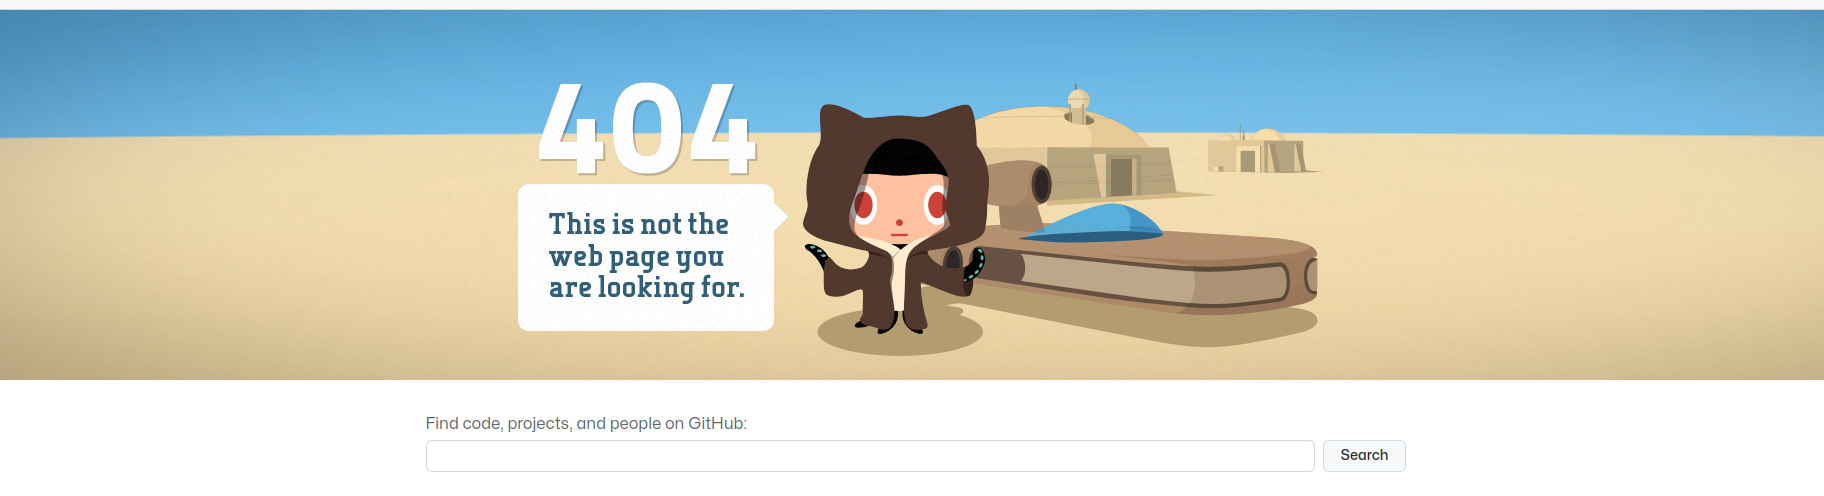 404
This is not the
web page you
are looking for.
Find code, projects, and people on GitHub:
Search